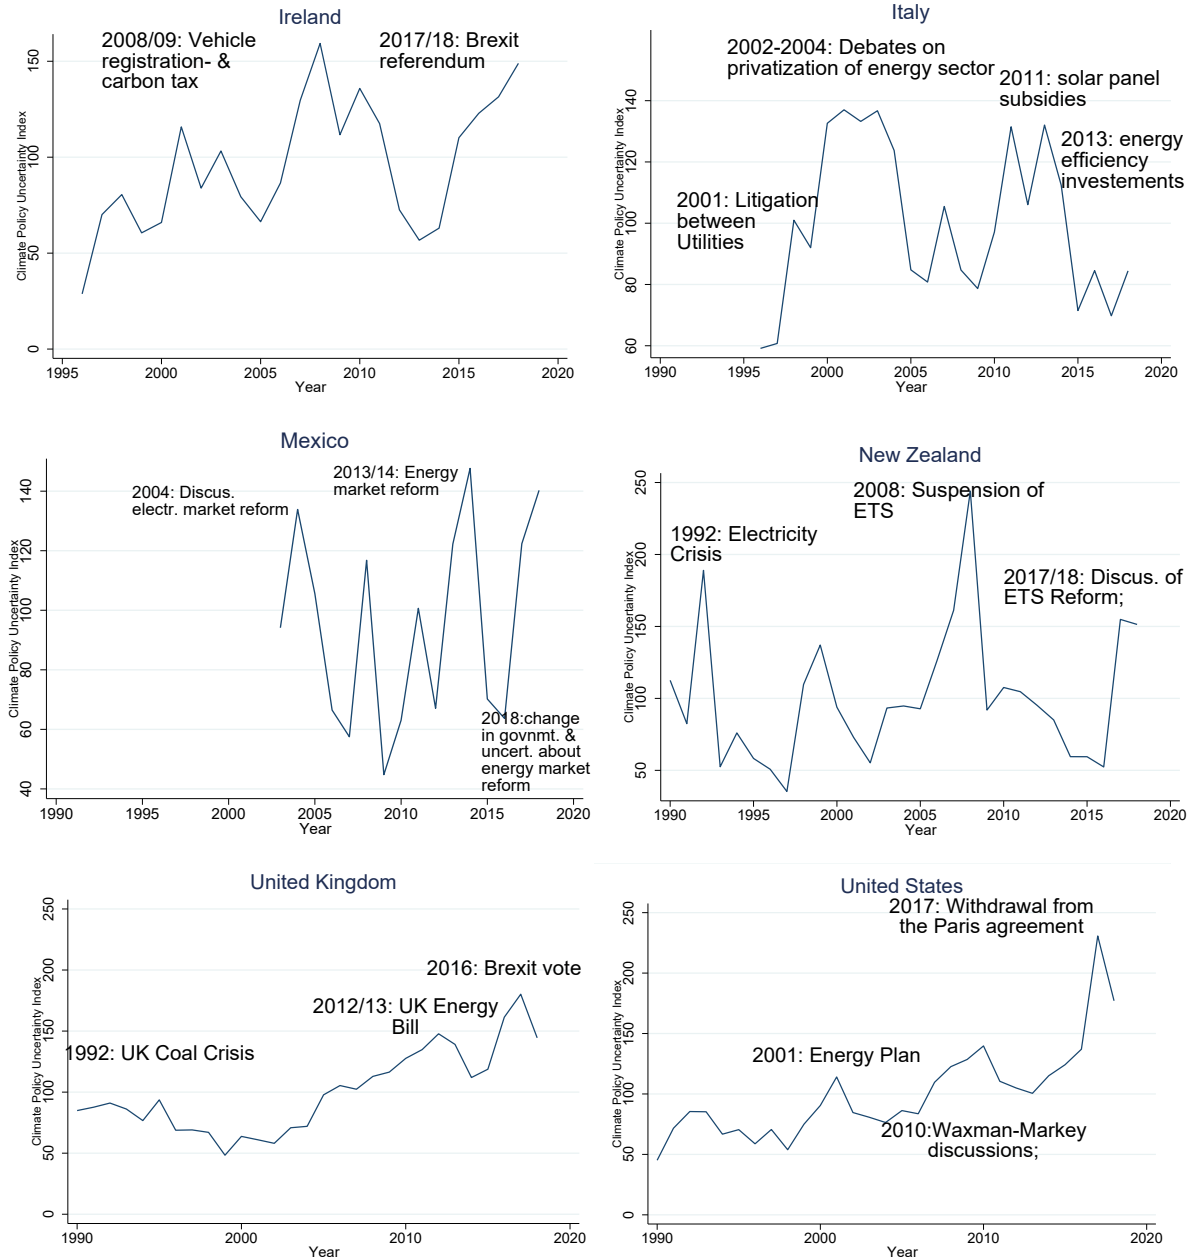 Ireland
2008/09: Vehicle
registration- &
carbon tax
2017/18: Brexit
referendum
Climate Policy Uncertainty Index
150
100
50
0
1995 2000 2005 2010 2015 2020
Year
Italy
2002-2004: Debates on
privatization of energy sector
2011: solar panel
subsidies
2013: energy
efficiency
investements
2001: Litigation
between
Utilities
Climate Policy Uncertainty Index
140
120
100
80
60
1990 1995 2000 2005 2010 2015 2020
Year
Mexico
2013/14: Energy
market reform
2004: Discus.
electr. market reform
2018:change
in govnmt. &
uncert. about
energy market
reform
Climate Policy Uncertainty Index
140
120
100
80
60
40
1990 1995 2000 2005 2010 2015 2020
Year
New Zealand
2008: Suspension of
ETS
1992: Electricity
Crisis
2017/18: Discus. of
ETS Reform;
Climate Policy Uncertainty Index
250
200
150
100
50
1990 1995 2000 2005 2010 2015 2020
Year
United Kingdom
2016: Brexit vote
2012/13: UK Energy
Bill
1992: UK Coal Crisis
Climate Policy Uncertainty Index
250
200
150
100
50
0
1990 2000 2010 2020
Year
United States
2017: Withdrawal from
the Paris agreement
2001: Energy Plan
2010:Waxman-Markey
discussions;
Climate Policy Uncertainty Index
250
200
150
100
50
0
1990 2000 2010 2020
Year